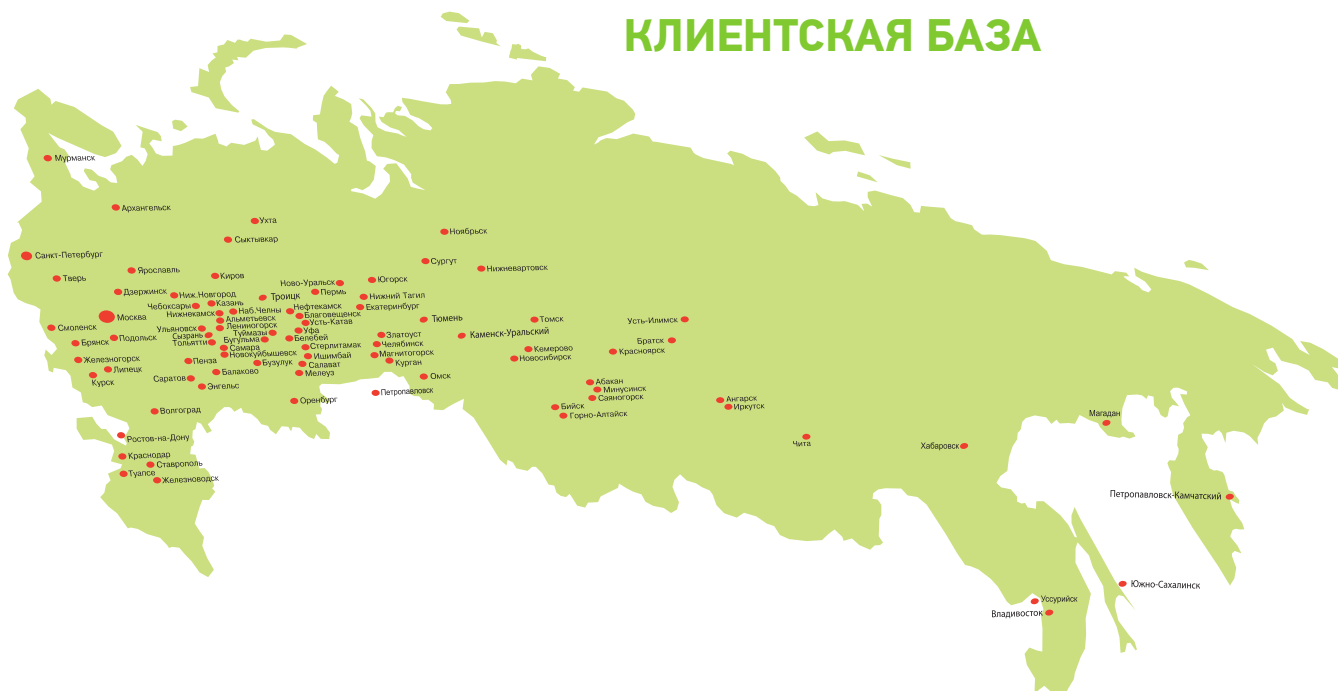 КЛИЕНТСКАЯ БАЗА
Мурманск
Архангельск
Ухта
Сыктывкар
Ноябрьск
Санкт-Петербург
Сургут
Нижневартовск
Ярославль
Тверь
Киров
Югорск
Ново-Уральск
Дзержинск
Пермь
Ниж.Новгород
Троицк
Нижний Тагил
Казань
Чебоксары
Нефтекамск
Екатеринбург
Наб.Челны
Нижнекамск
Благовещенск
Москва
Альметьевск
Усть-Катав
Тюмень
Томск
Усть-Илимск
Смоленск
Ульяновск
Лениногорск
Уфа
Туймазы
Сызрань
Златоуст
Каменск-Уральский
Подольск
Белебей
Бугульма
Братск
Брянск
Тольятти
Челябинск
Стерлитамак
Самара
Кемерово
Красноярск
Магнитогорск
Новокуйбышевск
Ишимбай
Новосибирск
Железногорск
Пенза
Курган
Бузулук
Салават
Липецк
Балаково
Мелеуз
Курск
Саратов
Омск
Абакан
Энгельс
Минусинск
Петропавловск
Саяногорск
Оренбург
Ангарск
Иркутск
Бийск
Волгоград
Горно-Алтайск
Магадан
Ростов-на-Дону
Чита
Хабаровск
Краснодар
Ставрополь
Туапсе
Железноводск
Петропавловск-Камчатский
Южно-Сахалинск
Уссурийск
Владивосток